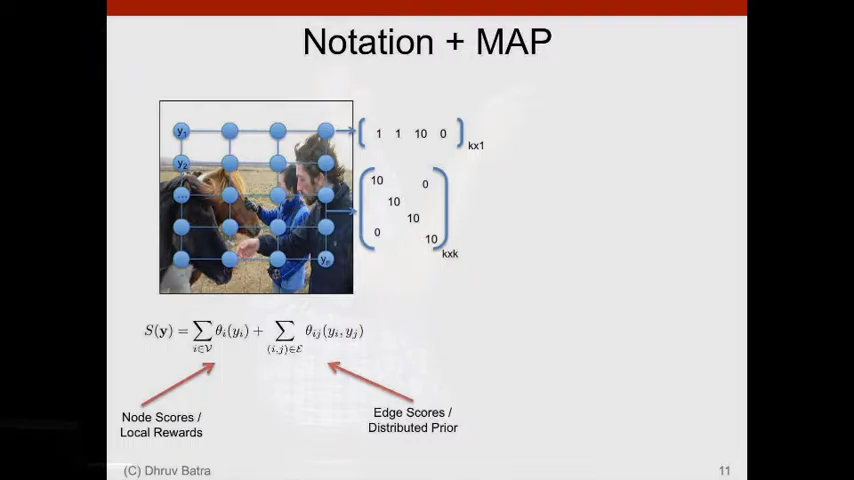 Notation + MAP
y₁
1 1 10 0
kx1
y₂
10 0
...
10
10
0 10
kxk
yₙ
S(y) = ∑ θᵢ(yᵢ) + ∑ θᵢⱼ(yᵢ, yⱼ)
i∈𝒱 (i,j)∈ℰ
Node Scores /
Local Rewards
Edge Scores /
Distributed Prior
(C) Dhruv Batra
11